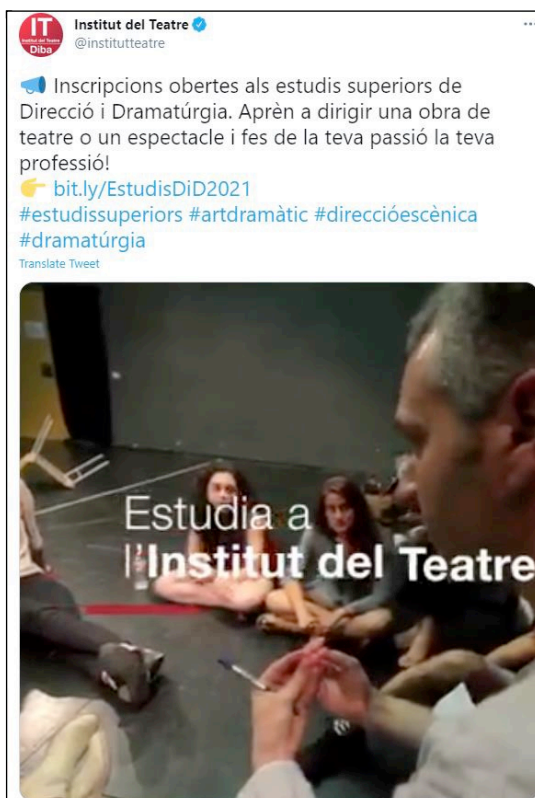 IT
Institut del Teatre
Diba
Institut del Teatre
@institutteatre
Inscripcions obertes als estudis superiors de
Direcció i Dramatúrgia. Aprèn a dirigir una obra de
teatre o un espectacle i fes de la teva passió la teva
professió!
bit.ly/EstudisDiD2021
#estudissuperiors #artdramàtic #direccióescènica
#dramatúrgia
Translate Tweet
Estudia a
l'Institut del Teatre